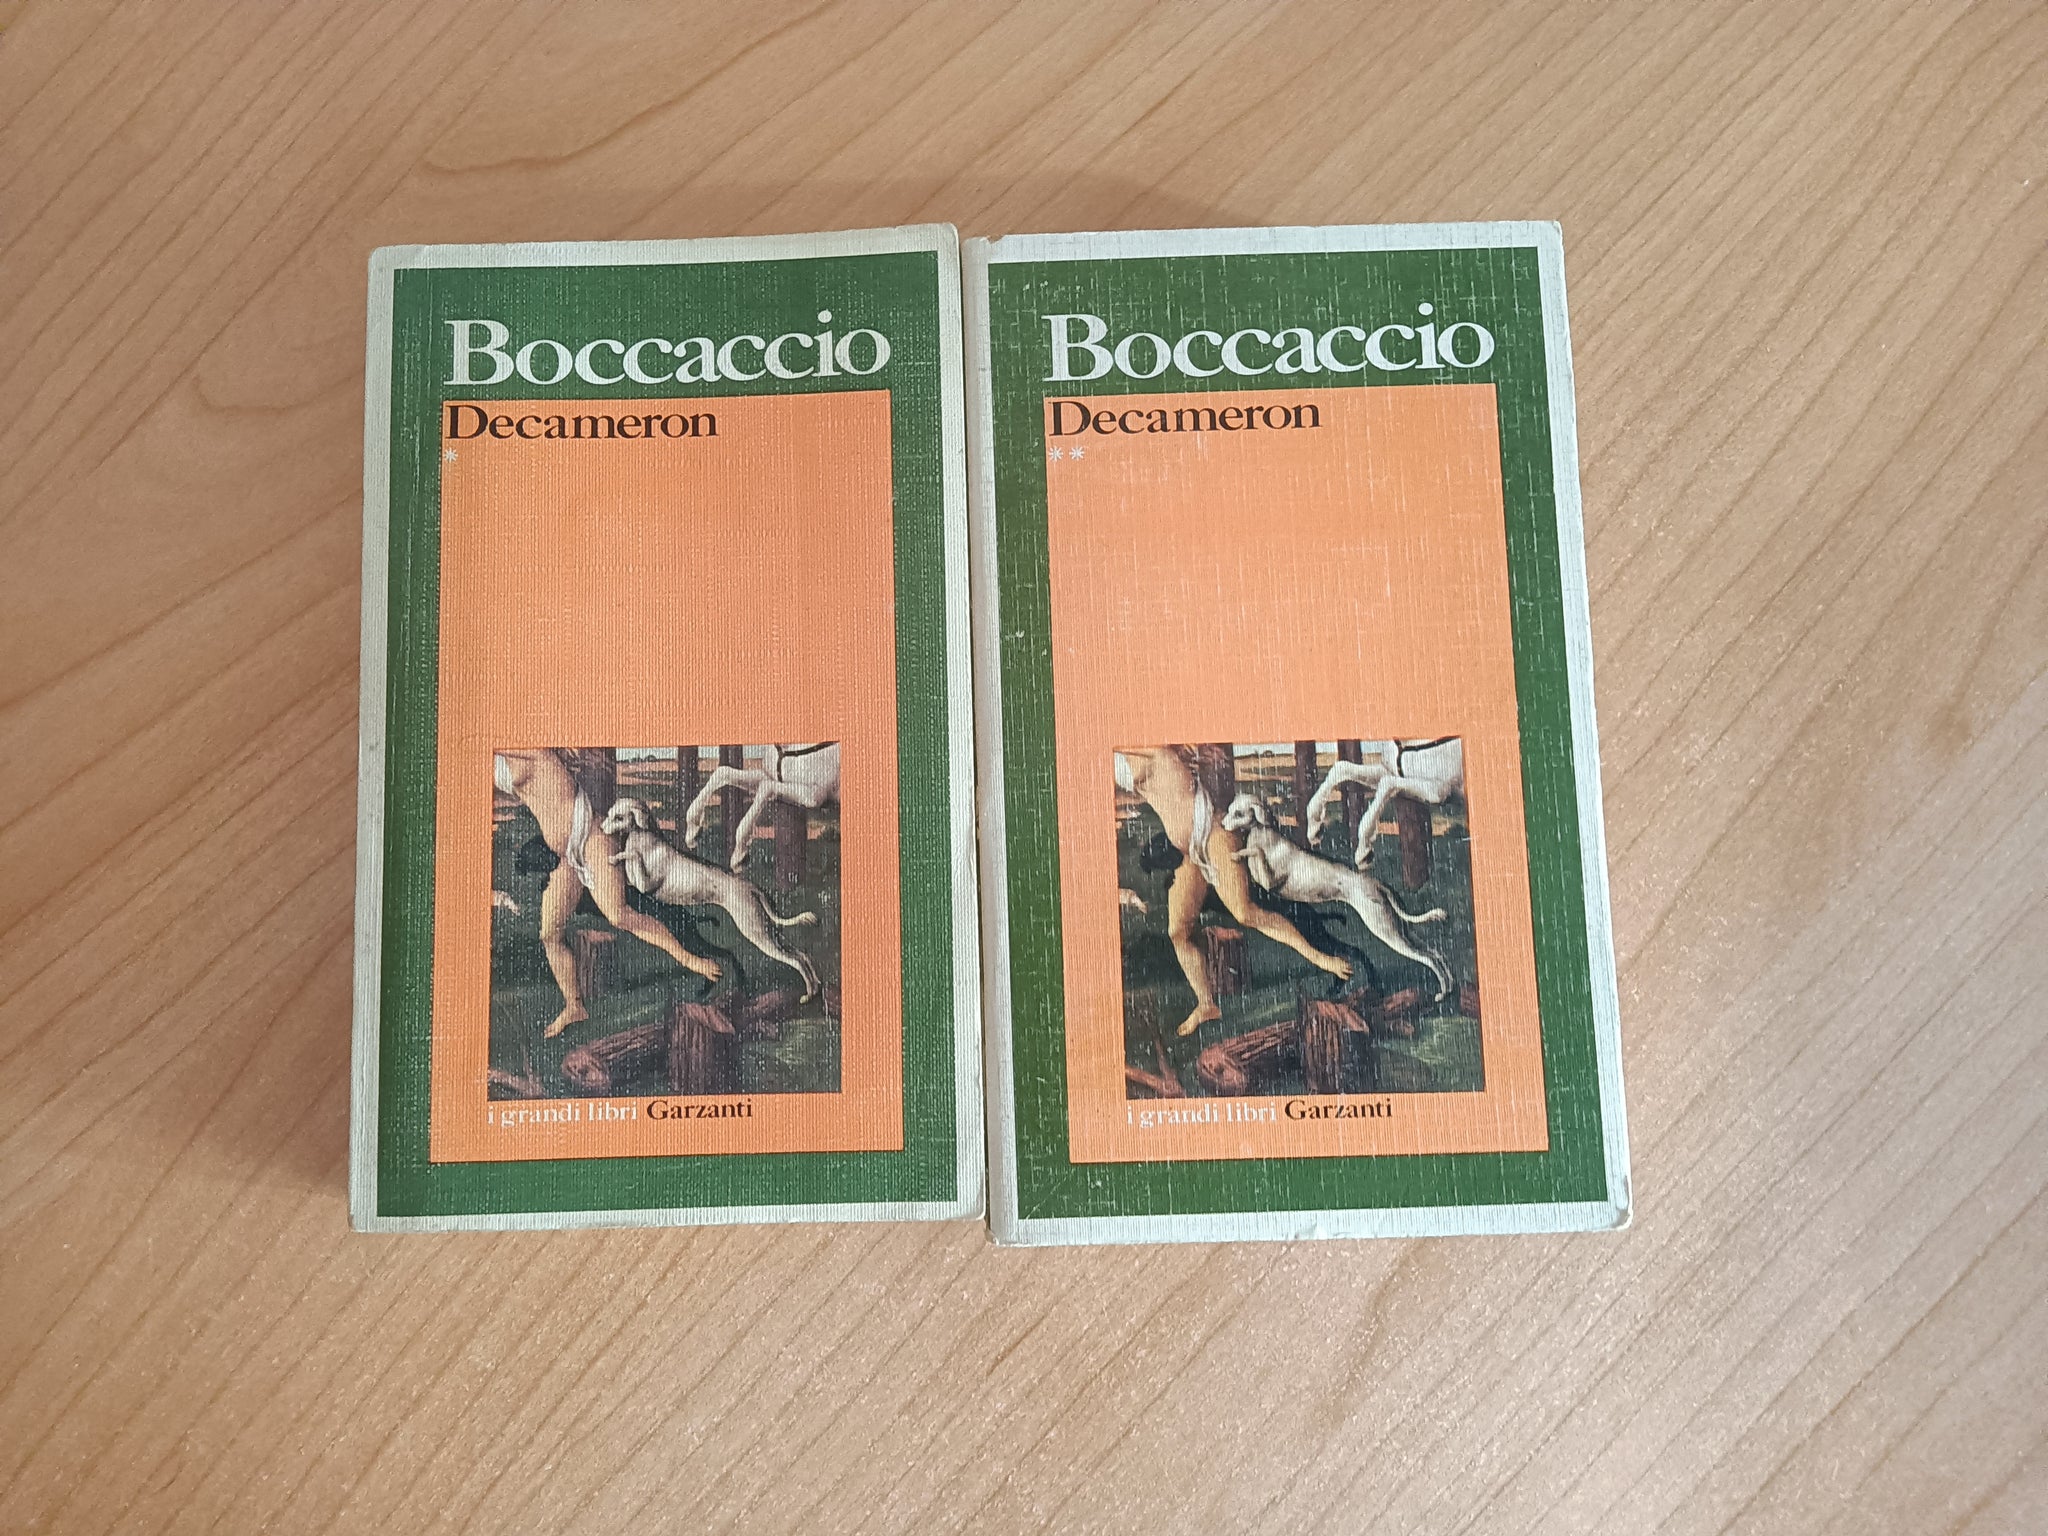 Boccaccio
Decameron
*
i grandi libri Garzanti
Boccaccio
Decameron
**
i grandi libri Garzanti